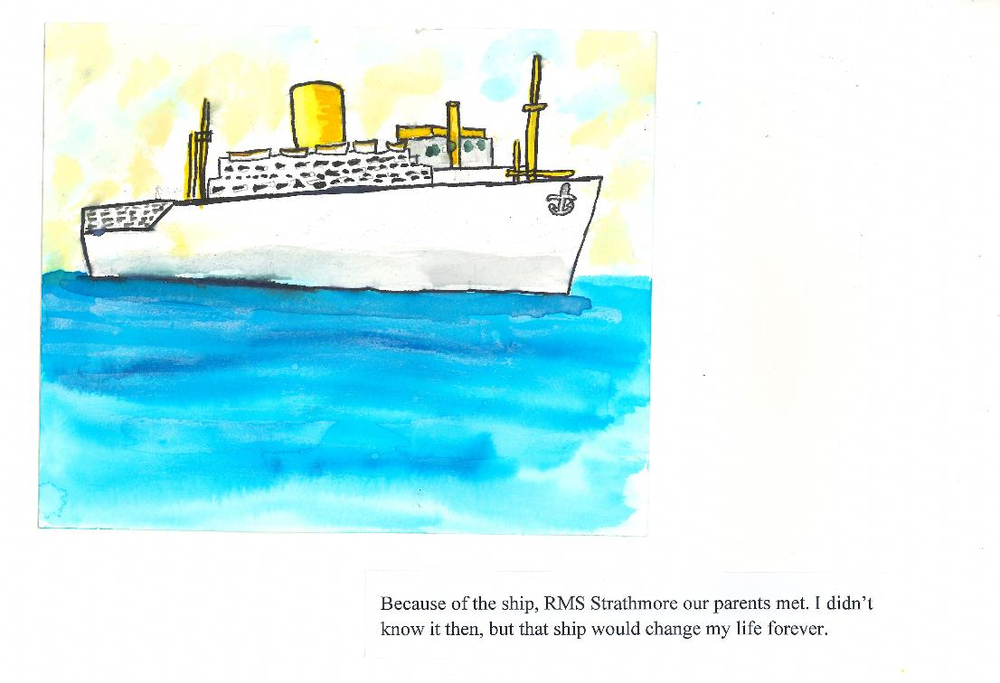 Because of the ship, RMS Strathmore our parents met. I didn't
know it then, but that ship would change my life forever.